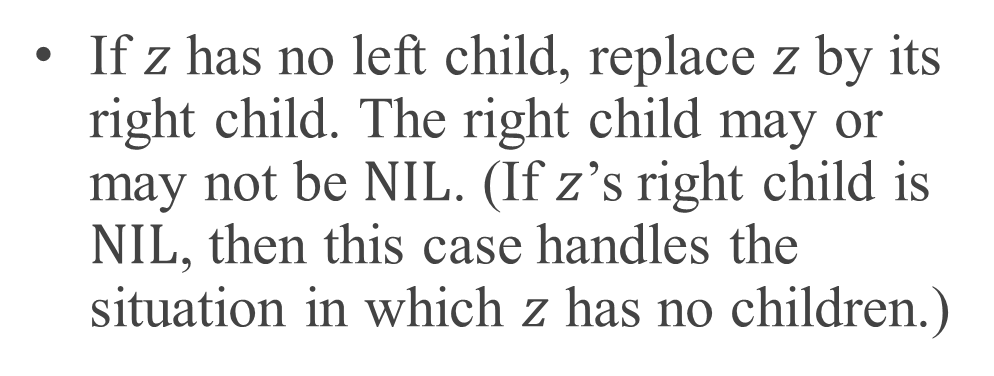 • If z has no left child, replace z by its
right child. The right child may or
may not be NIL. (If z’s right child is
NIL, then this case handles the
situation in which z has no children.)